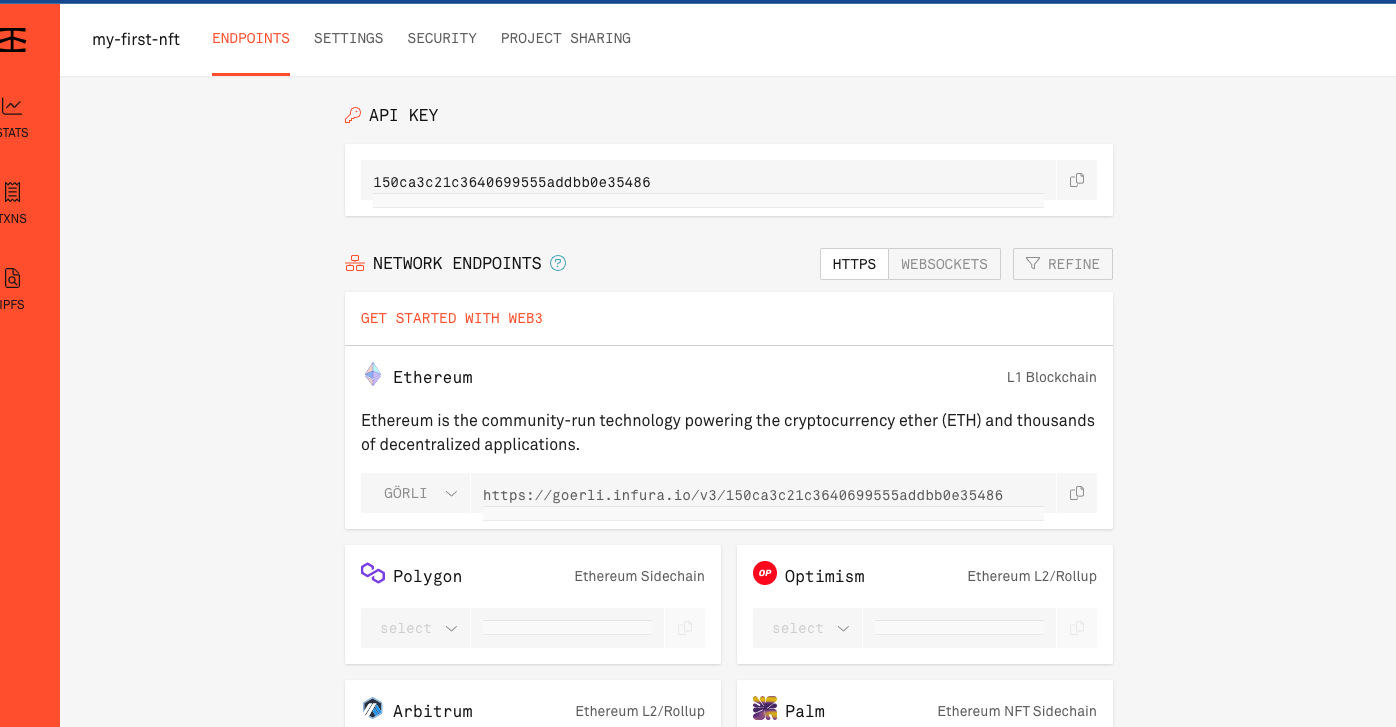 my-first-nft ENDPOINTS SETTINGS SECURITY PROJECT SHARING
STATS
TXNS
IPFS
API KEY
150ca3c21c3640699555addbb0e35486
NETWORK ENDPOINTS ? HTTPS WEBSOCKETS REFINE
GET STARTED WITH WEB3
Ethereum L1 Blockchain
Ethereum is the community-run technology powering the cryptocurrency ether (ETH) and thousands
of decentralized applications.
GÖRLI https://goerli.infura.io/v3/150ca3c21c3640699555addbb0e35486
Polygon Ethereum Sidechain
select
OP Optimism Ethereum L2/Rollup
select
Arbitrum Ethereum L2/Rollup
Palm Ethereum NFT Sidechain